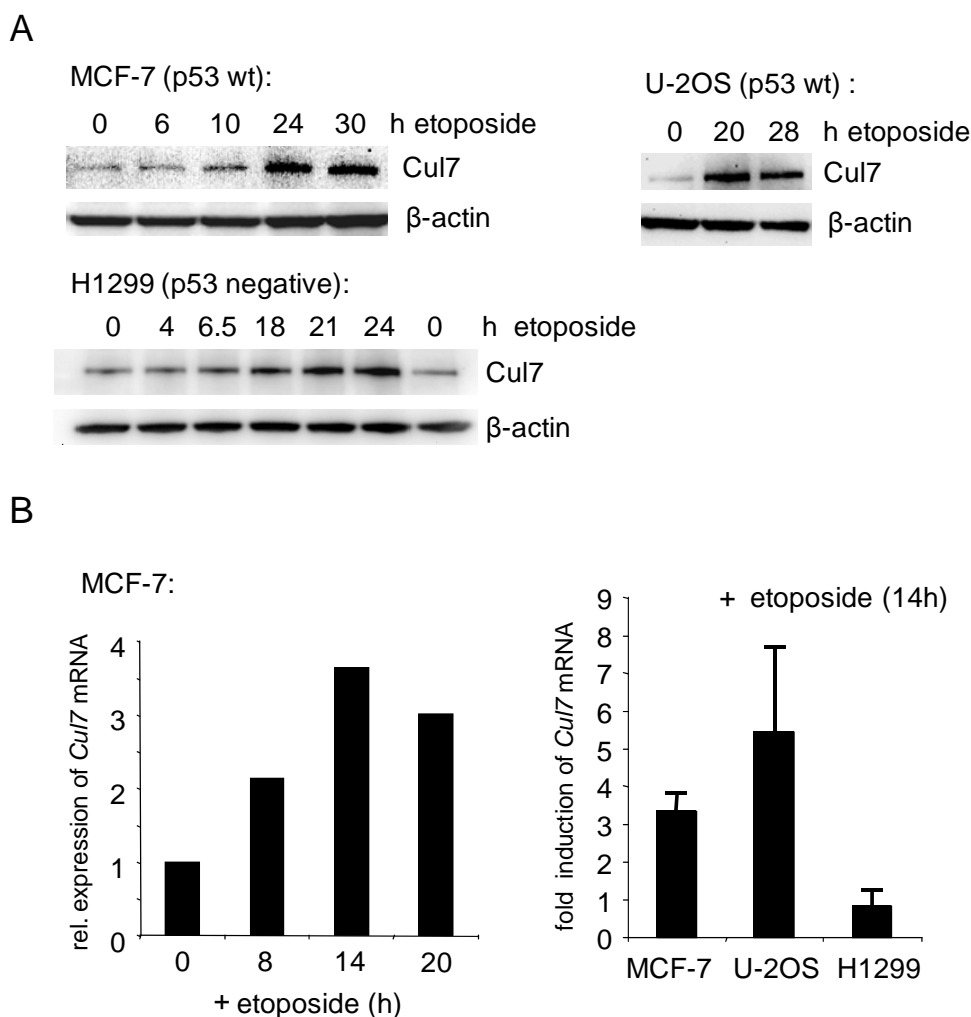 A
MCF-7 (p53 wt):
0 6 10 24 30 h etoposide
Cul7
β-actin
U-2OS (p53 wt) :
0 20 28 h etoposide
Cul7
β-actin
H1299 (p53 negative):
0 4 6.5 18 21 24 0 h etoposide
Cul7
β-actin
B
MCF-7:
rel. expression of Cul7 mRNA
4
3
2
1
0
0 8 14 20
+ etoposide (h)
+ etoposide (14h)
fold induction of Cul7 mRNA
9
8
7
6
5
4
3
2
1
0
MCF-7 U-2OS H1299